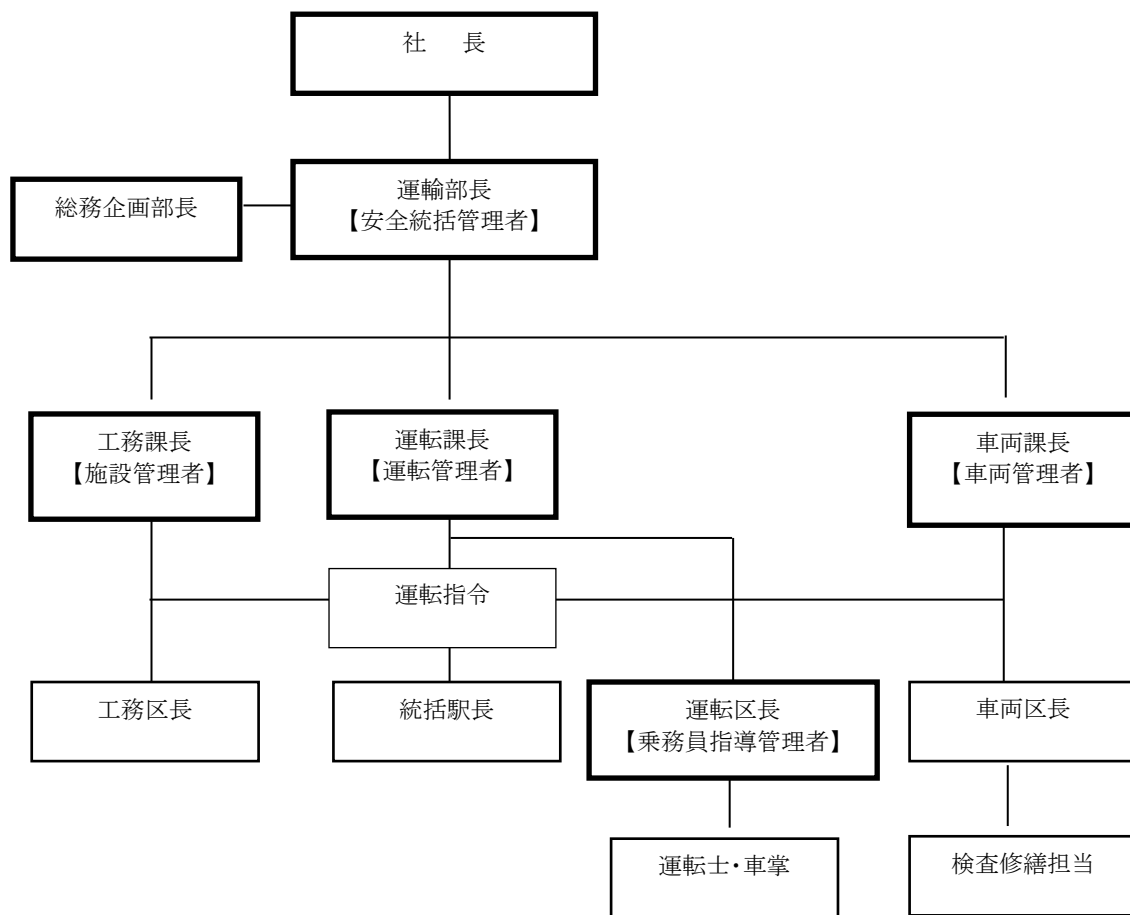 社　長
運輸部長
【安全統括管理者】
総務企画部長
工務課長
【施設管理者】
運転課長
【運転管理者】
車両課長
【車両管理者】
運転指令
工務区長
統括駅長
運転区長
【乗務員指導管理者】
車両区長
運転士・車掌
検査修繕担当